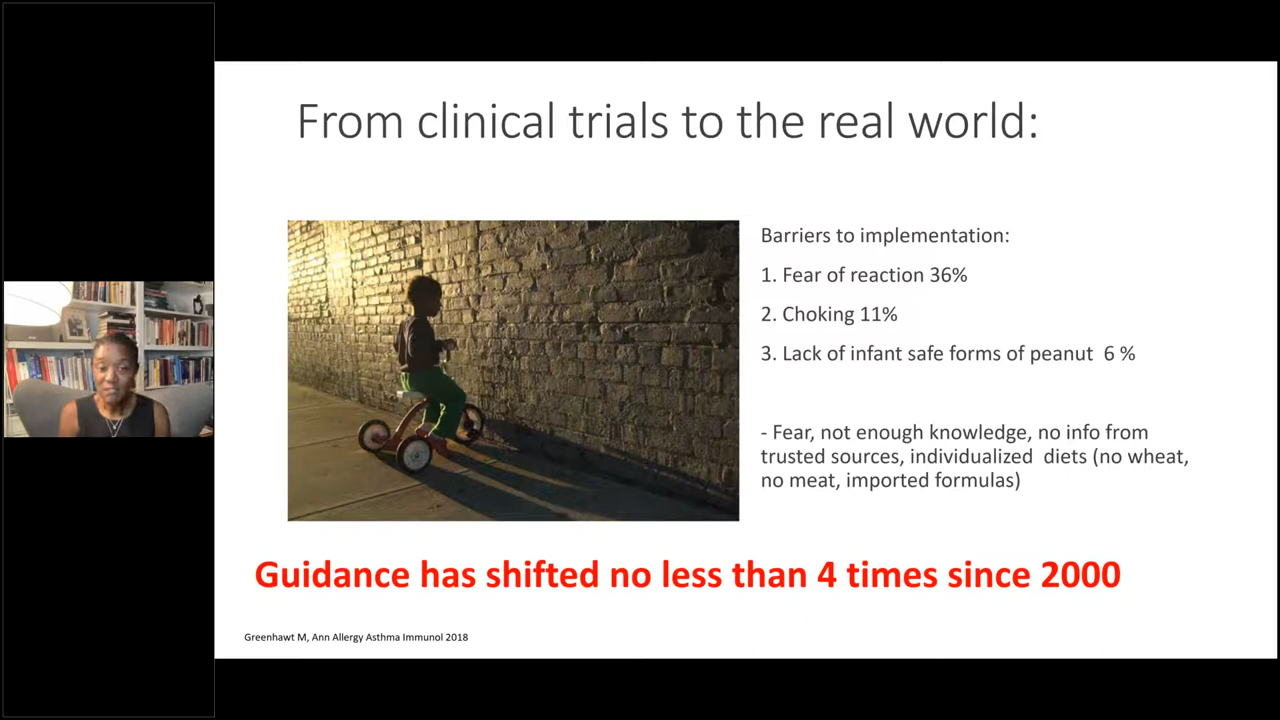 From clinical trials to the real world:
Barriers to implementation:
1. Fear of reaction 36%
2. Choking 11%
3. Lack of infant safe forms of peanut 6 %
- Fear, not enough knowledge, no info from
trusted sources, individualized diets (no wheat,
no meat, imported formulas)
Guidance has shifted no less than 4 times since 2000
Greenhawt M, Ann Allergy Asthma Immunol 2018